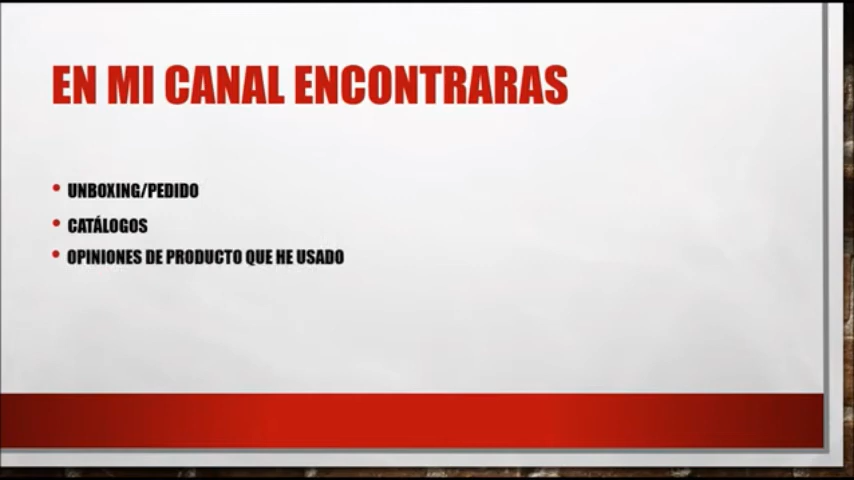 EN MI CANAL ENCONTRARAS
• UNBOXING/PEDIDO
• CATÁLOGOS
• OPINIONES DE PRODUCTO QUE HE USADO